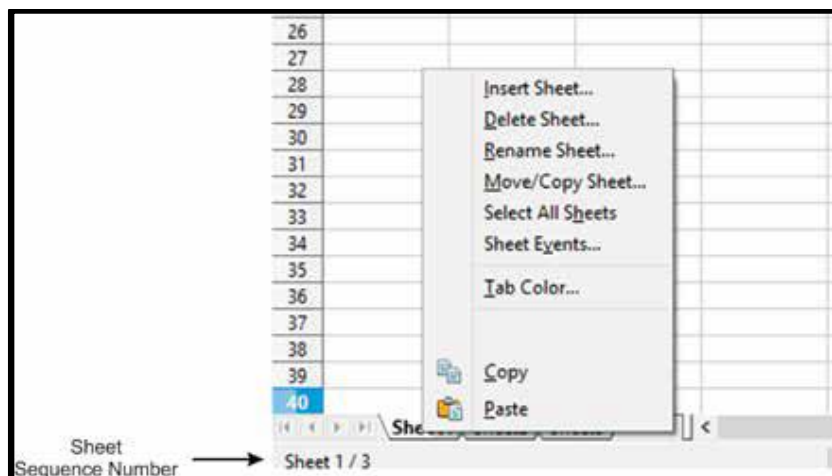 26
27
28
29
30
31
32
33
34
35
36
37
38
39
40
Insert Sheet...
Delete Sheet...
Rename Sheet...
Move/Copy Sheet...
Select All Sheets
Sheet Events...
Tab Color...
Copy
Paste
Sheet
Sequence Number
Sheet 1 / 3